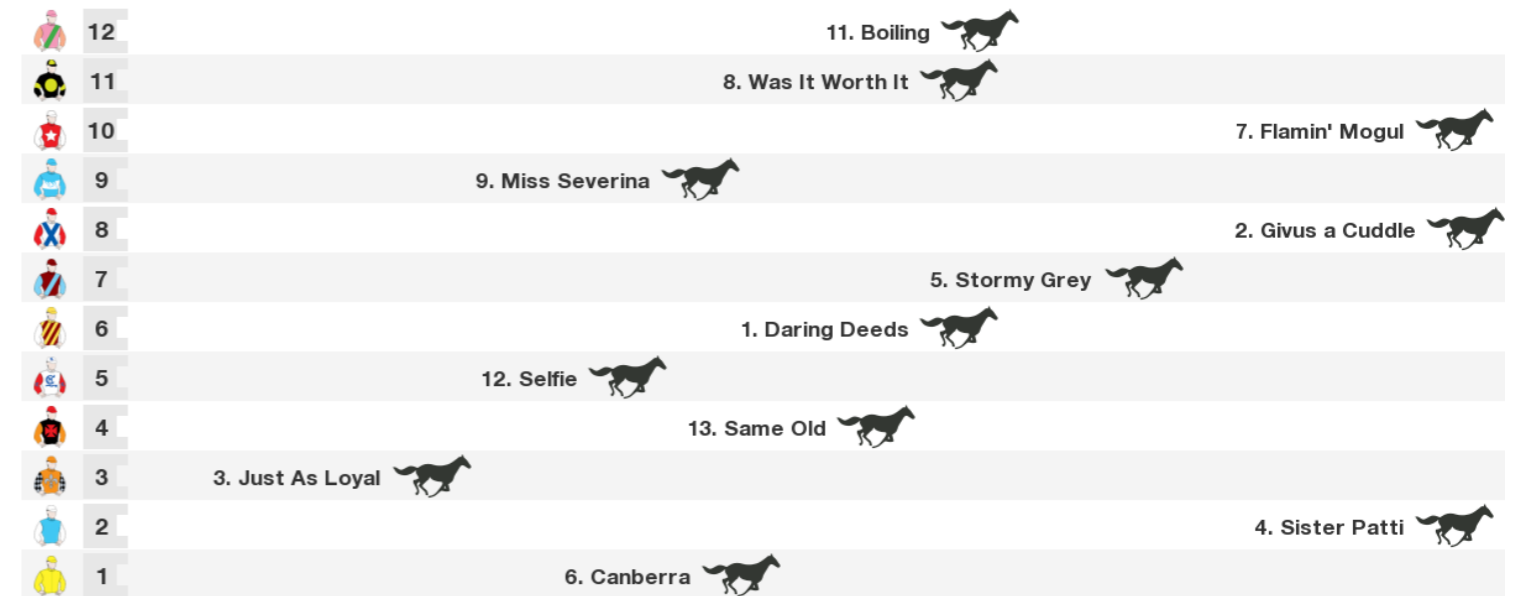 12 11. Boiling
11 8. Was It Worth It
10 7. Flamin' Mogul
9 9. Miss Severina
8 2. Givus a Cuddle
7 5. Stormy Grey
6 1. Daring Deeds
5 12. Selfie
4 13. Same Old
3 3. Just As Loyal
2 4. Sister Patti
1 6. Canberra